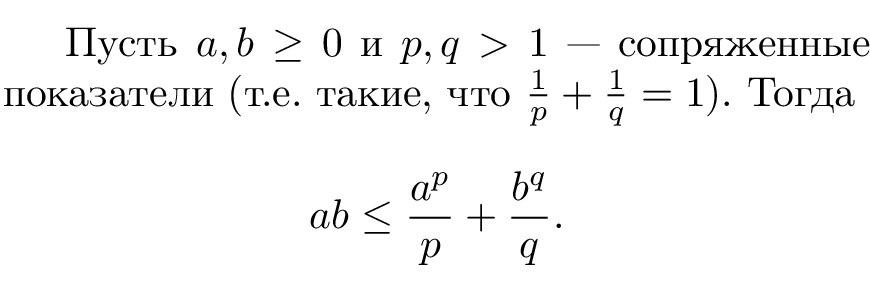 Пусть a, b ≥ 0 и p, q > 1 — сопряженные
показатели (т.е. такие, что 1/p + 1/q = 1). Тогда
ab ≤ a^p/p + b^q/q.